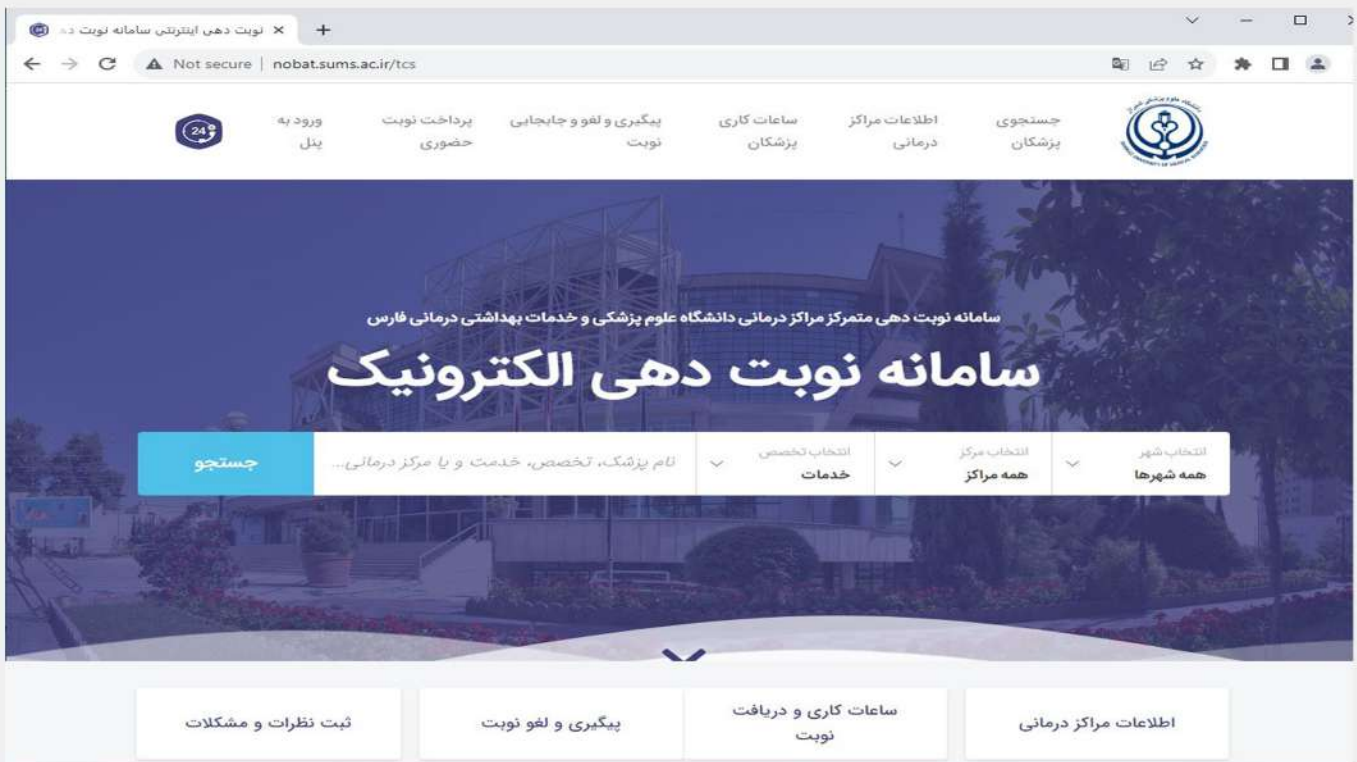 نوبت دهی اینترنتی سامانه نوبت ده
Not secure | nobat.sums.ac.ir/tcs
جستجوی پزشکان
اطلاعات مراکز درمانی
ساعات کاری پزشکان
پیگیری و لغو و جابجایی نوبت
پرداخت نوبت حضوری
ورود به پنل
24
سامانه نوبت دهی متمرکز مراکز درمانی دانشگاه علوم پزشکی و خدمات بهداشتی درمانی فارس
سامانه نوبت دهی الکترونیک
انتخاب شهر
همه شهرها
انتخاب مرکز
همه مراکز
انتخاب تخصص
خدمات
نام پزشک، تخصص، خدمت و یا مرکز درمانی...
جستجو
اطلاعات مراکز درمانی
ساعات کاری و دریافت
نوبت
پیگیری و لغو نوبت
ثبت نظرات و مشکلات